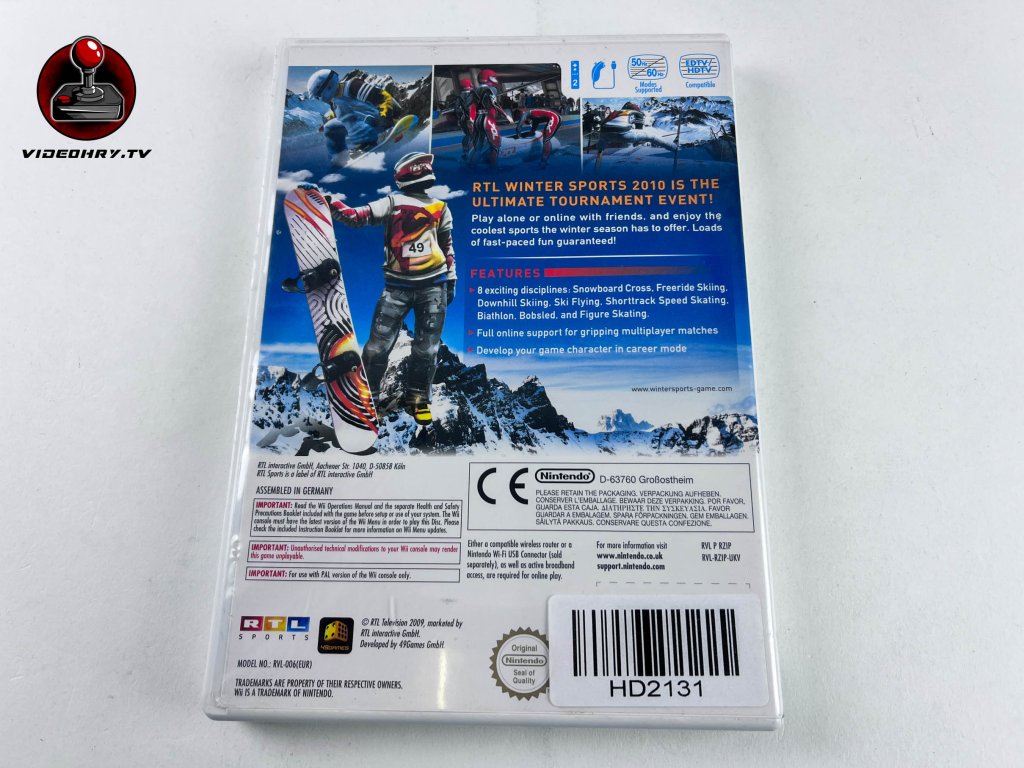 VIDEOHRY.TV
2
50Hz
60Hz
Modes
Supported
EDTV/
HDTV
Compatible
49
RTL WINTER SPORTS 2010 IS THE
ULTIMATE TOURNAMENT EVENT!
Play alone or online with friends, and enjoy the
coolest sports the winter season has to offer. Loads
of fast-paced fun guaranteed!
FEATURES
8 exciting disciplines: Snowboard Cross, Freeride Skiing,
Downhill Skiing, Ski Flying, Shorttrack Speed Skating,
Biathlon, Bobsled, and Figure Skating.
Full online support for gripping multiplayer matches
Develop your game character in career mode
www.wintersports-game.com
RTL interactive GmbH, Aachener Str. 1040, D-50858 Köln
RTL Sports is a label of RTL interactive GmbH
ASSEMBLED IN GERMANY
IMPORTANT: Read the Wii Operations Manual and the separate Health and Safety
Precautions Booklet included with the game before setup or use of your system. The Wii
console must have the latest version of the Wii Menu in order to play this Disc. Please
check the included Instruction Booklet for more information on Wii Menu updates.
IMPORTANT: Unauthorised technical modifications to your Wii console may render
this game unplayable.
IMPORTANT: For use with PAL version of the Wii console only.
CE
Nintendo® D-63760 Großostheim
PLEASE RETAIN THE PACKAGING. VERPACKUNG AUFHEBEN.
CONSERVER L'EMBALLAGE. BEWAAR DEZE VERPAKKING. POR FAVOR,
GUARDA ESTA CAJA. ΔΙΑΤΗΡΗΣΤΕ ΤΗΝ ΣΥΣΚΕΥΑΣΙΑ. FAVOR
GUARDAR A EMBALAGEM. SPARA FÖRPACKNINGEN. GEM EMBALLAGEN.
SÄILYTÄ PAKKAUS. CONSERVARE QUESTA CONFEZIONE.
Either a compatible wireless router or a
Nintendo Wi-Fi USB Connector (sold
separately), as well as active broadband
access, are required for online play.
For more information visit
www.nintendo.co.uk
support.nintendo.com
RVL P RZIP
RVL-RZIP-UKV
RTL
SPORTS
49GAMES
© RTL Television 2009, marketed by
RTL interactive GmbH.
Developed by 49Games GmbH.
MODEL NO.: RVL-006(EUR)
TRADEMARKS ARE PROPERTY OF THEIR RESPECTIVE OWNERS.
Wii IS A TRADEMARK OF NINTENDO.
Original
Nintendo
Seal of
Quality
HD2131